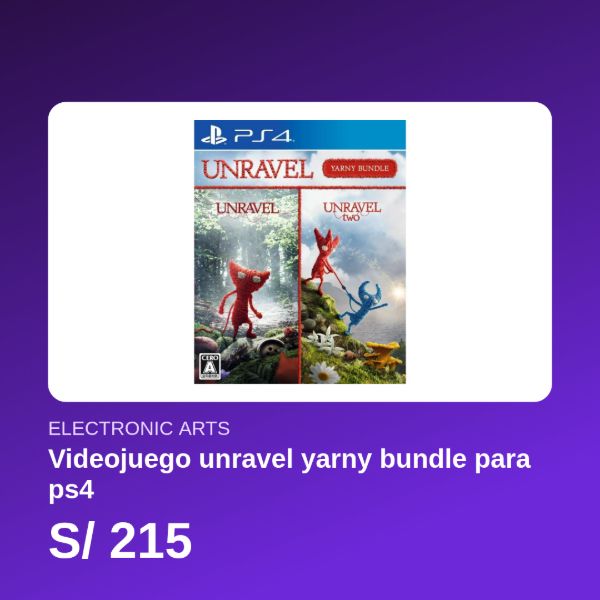 PS4
UNRAVEL
YARNY BUNDLE
UNRAVEL
UNRAVEL
two
CERO
A
ELECTRONIC ARTS
Videojuego unravel yarny bundle para
ps4
S/ 215